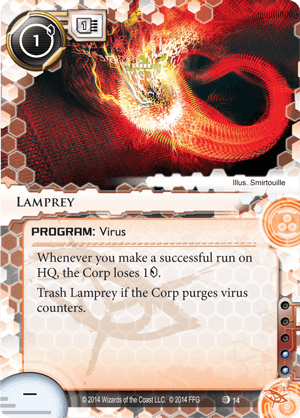 1
1
Illus. Smirtouille
LAMPREY
PROGRAM: Virus
Whenever you make a successful run on
HQ, the Corp loses 1.
Trash Lamprey if the Corp purges virus
counters.
–
© 2014 Wizards of the Coast LLC. © 2014 FFG
14